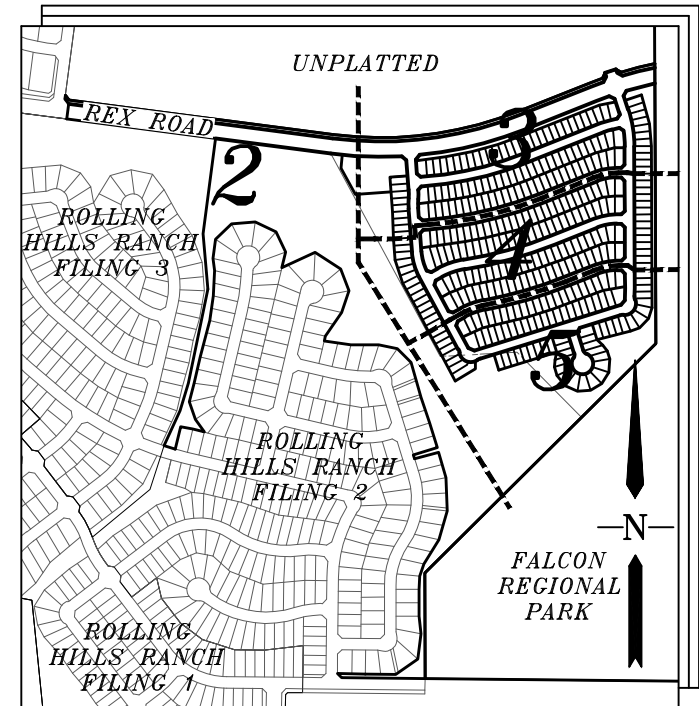 UNPLATTED
REX ROAD
3
2
ROLLING
HILLS RANCH
FILING 3
4
5
ROLLING
HILLS RANCH
FILING 2
N
FALCON
REGIONAL
PARK
ROLLING
HILLS RANCH
FILING 1